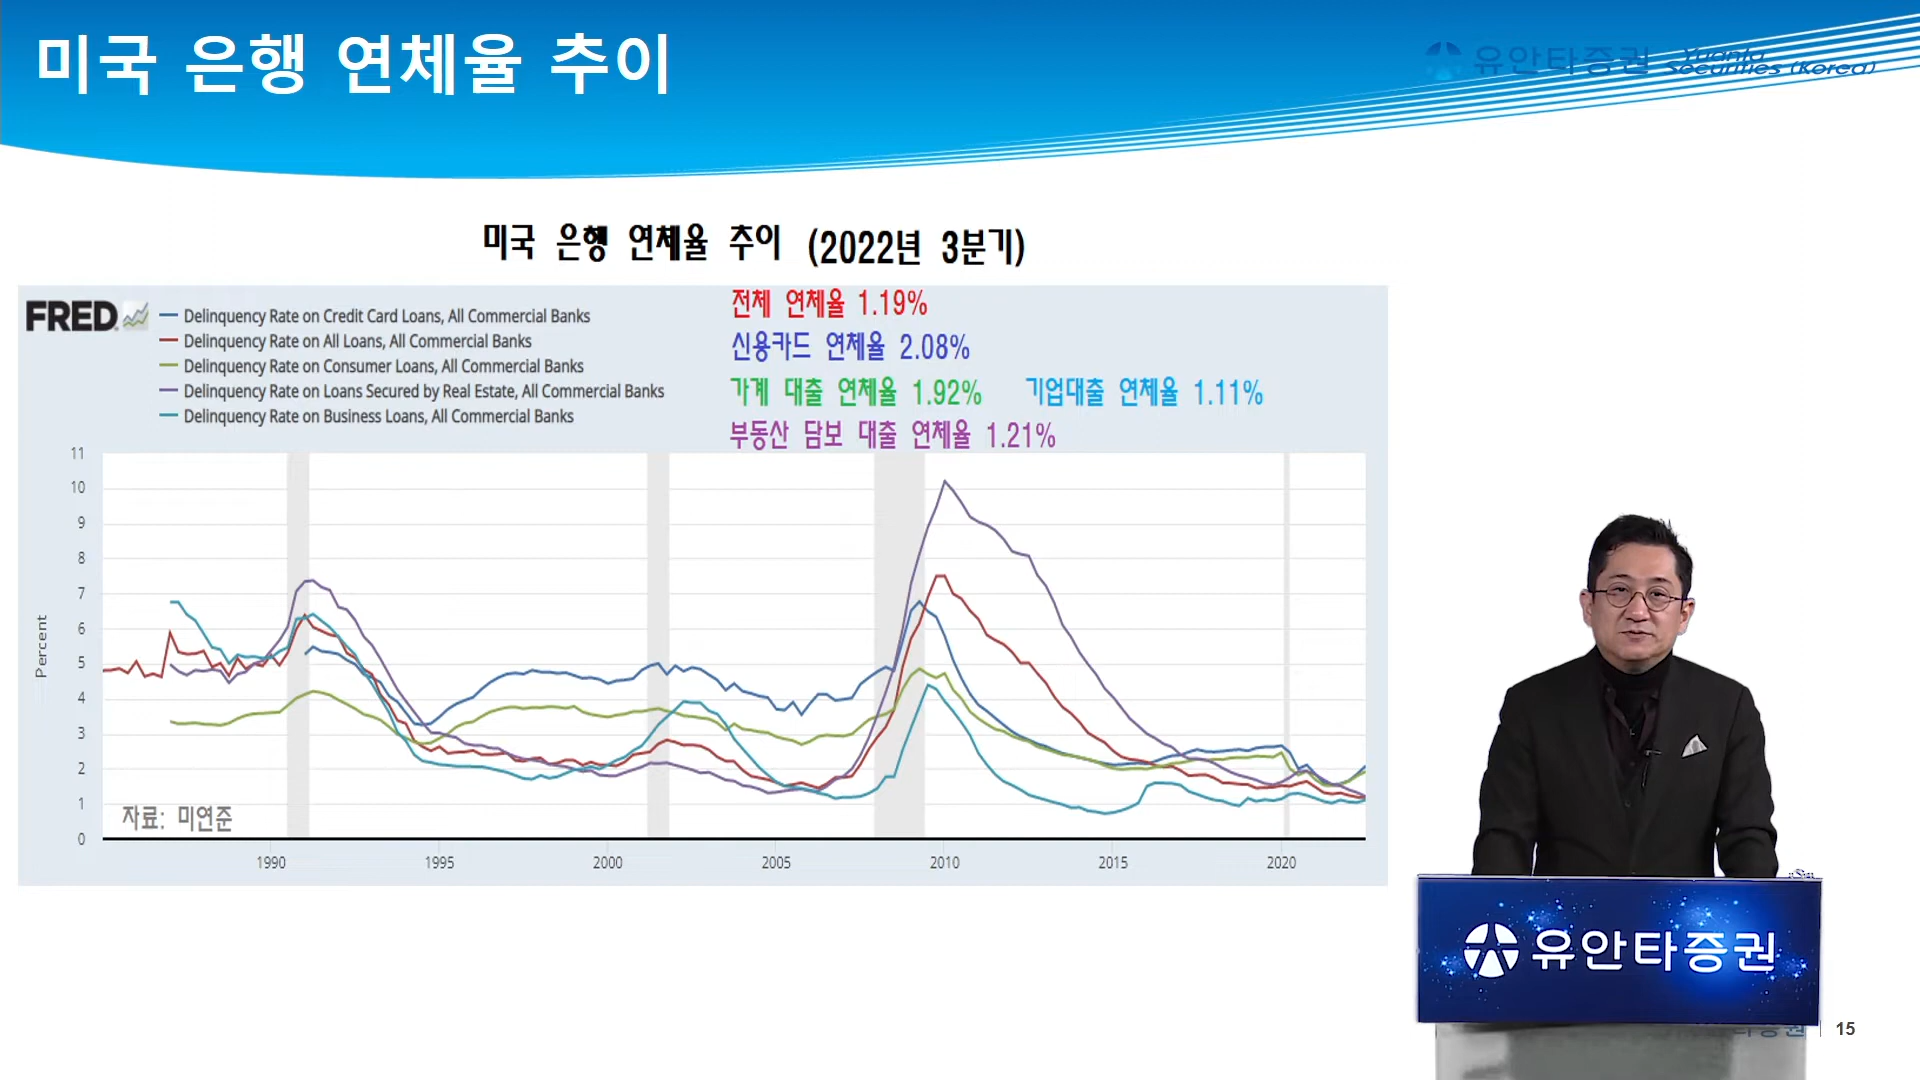 미국 은행 연체율 추이
유안타증권 Yuanta Securities (Korea)
미국 은행 연체율 추이 (2022년 3분기)
FRED
Delinquency Rate on Credit Card Loans, All Commercial Banks
Delinquency Rate on All Loans, All Commercial Banks
Delinquency Rate on Consumer Loans, All Commercial Banks
Delinquency Rate on Loans Secured by Real Estate, All Commercial Banks
Delinquency Rate on Business Loans, All Commercial Banks
전체 연체율 1.19%
신용카드 연체율 2.08%
가계 대출 연체율 1.92% 기업대출 연체율 1.11%
부동산 담보 대출 연체율 1.21%
11
10
9
8
7
6
5
4
3
2
1
0
Percent
자료: 미연준
1990 1995 2000 2005 2010 2015 2020
유안타증권
15